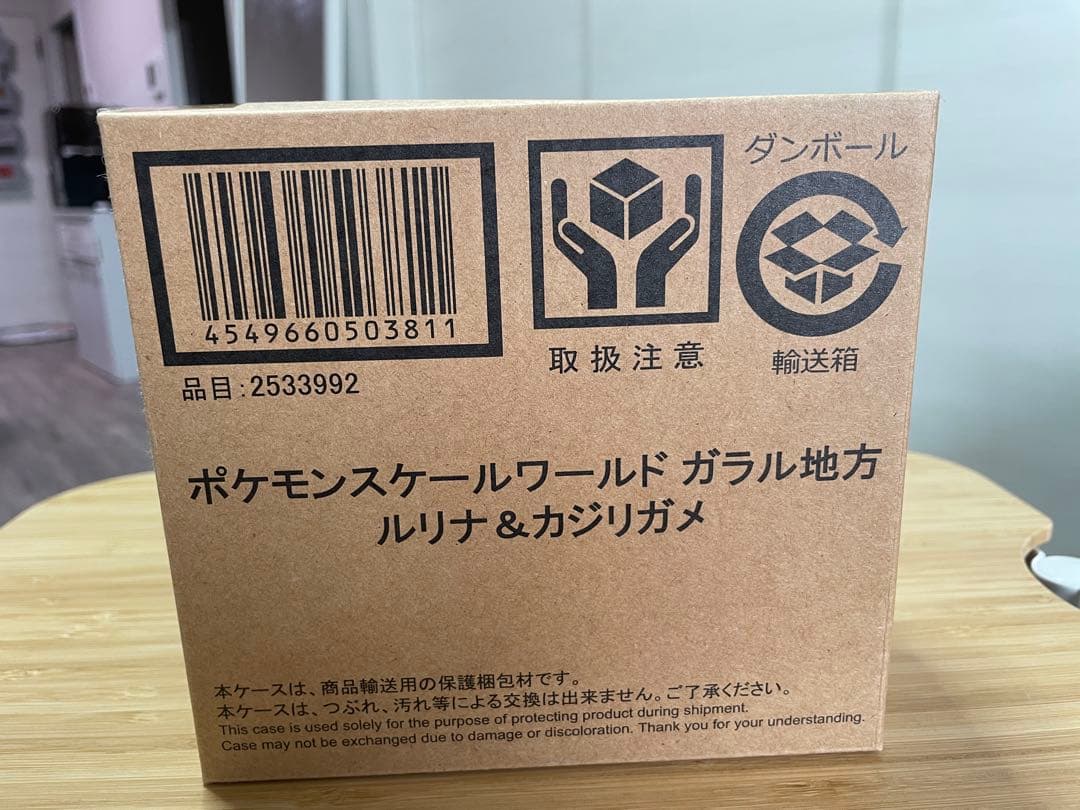 4549660503811
品目:2533992
取扱注意
ダンボール
輸送箱
ポケモンスケールワールド ガラル地方
ルリナ&カジリガメ
本ケースは、商品輸送用の保護梱包材です。
本ケースは、つぶれ、汚れ等による交換は出来ません。ご了承ください。
This case is used solely for the purpose of protecting product during shipment.
Case may not be exchanged due to damage or discoloration. Thank you for your understanding.